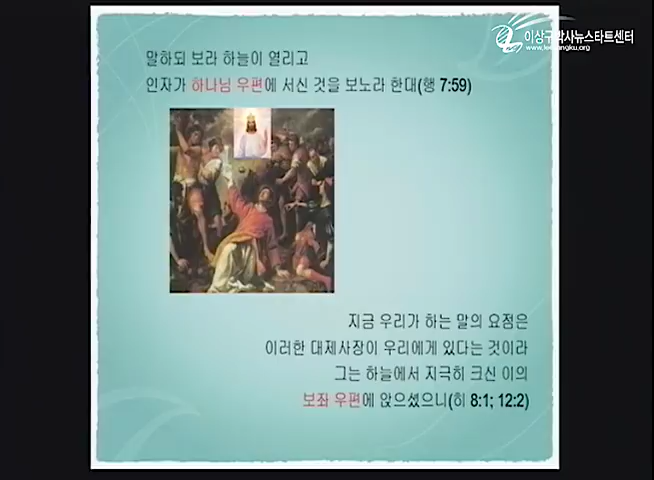 이상구박사뉴스타트센터
말하되 보라 하늘이 열리고
인자가 하나님 우편에 서신 것을 보노라 한대(행 7:59)
지금 우리가 하는 말의 요점은
이러한 대제사장이 우리에게 있다는 것이라
그는 하늘에서 지극히 크신 이의
보좌 우편에 앉으셨으니(히 8:1; 12:2)